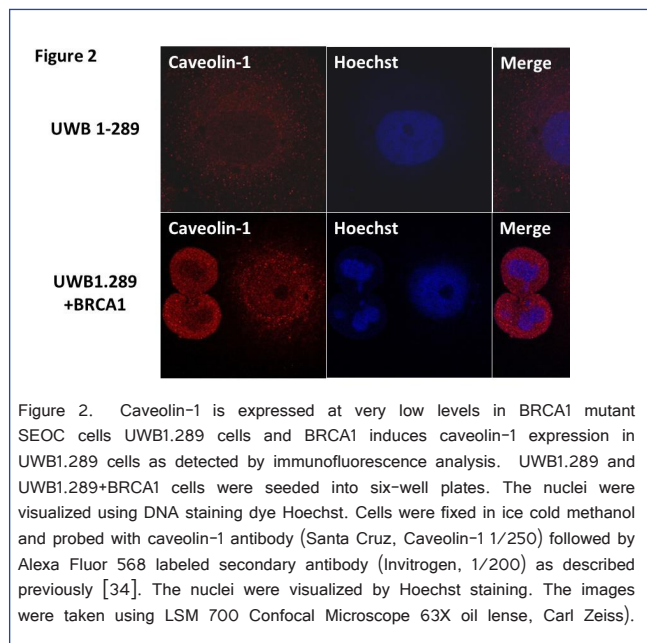 Figure 2
Caveolin-1 Hoechst Merge
UWB 1-289
Caveolin-1 Hoechst Merge
UWB1.289
+BRCA1
Figure 2. Caveolin-1 is expressed at very low levels in BRCA1 mutant
SEOC cells UWB1.289 cells and BRCA1 induces caveolin-1 expression in
UWB1.289 cells as detected by immunofluorescence analysis. UWB1.289 and
UWB1.289+BRCA1 cells were seeded into six-well plates. The nuclei were
visualized using DNA staining dye Hoechst. Cells were fixed in ice cold methanol
and probed with caveolin-1 antibody (Santa Cruz, Caveolin-1 1/250) followed by
Alexa Fluor 568 labeled secondary antibody (Invitrogen, 1/200) as described
previously [34]. The nuclei were visualized by Hoechst staining. The images
were taken using LSM 700 Confocal Microscope 63X oil lense, Carl Zeiss).